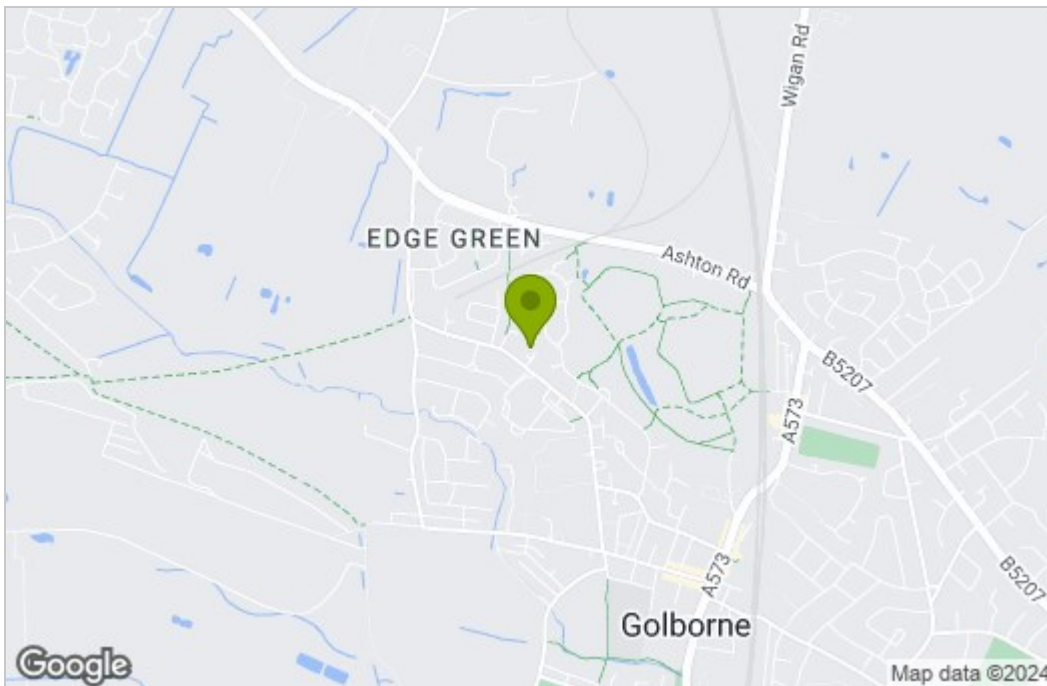 Wigan Rd
EDGE GREEN
Ashton Rd
B5207
A573
A573
B5207
Golborne
Google
Map data ©2024